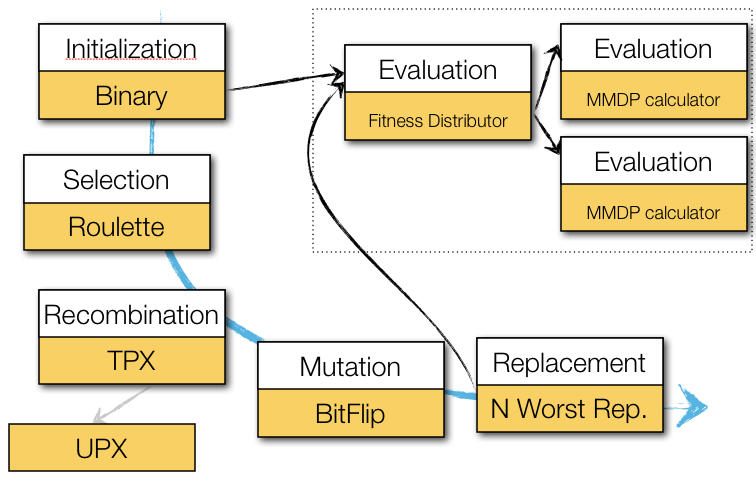 Initialization
Binary
Selection
Roulette
Recombination
TPX
UPX
Mutation
BitFlip
Replacement
N Worst Rep.
Evaluation
Fitness Distributor
Evaluation
MMDP calculator
Evaluation
MMDP calculator